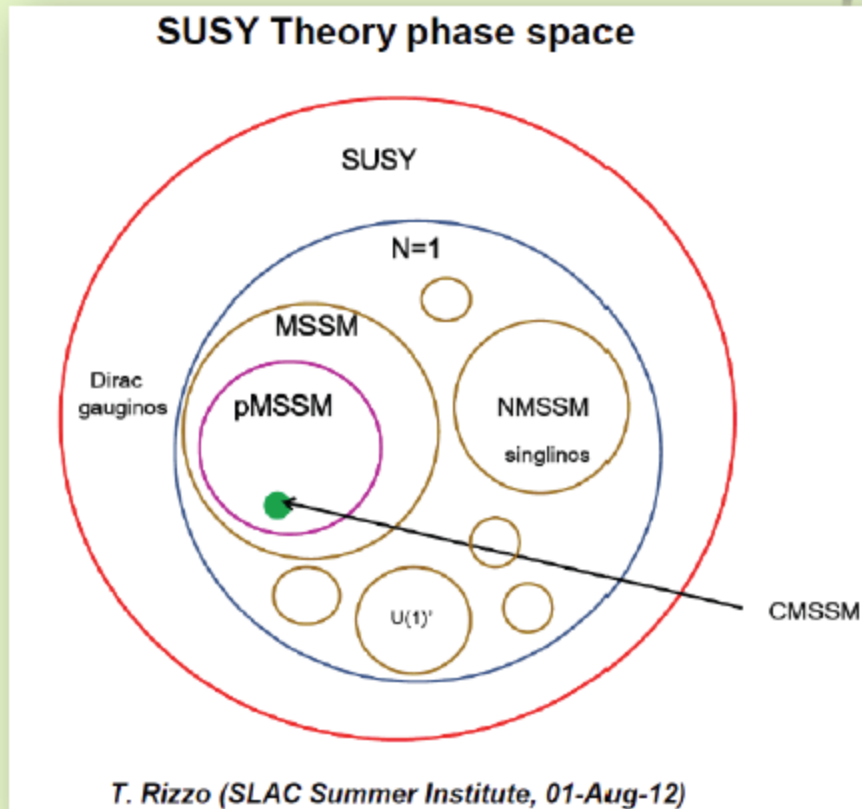 SUSY Theory phase space
SUSY
N=1
MSSM
Dirac
gauginos
pMSSM
NMSSM
singlinos
CMSSM
U(1)'
T. Rizzo (SLAC Summer Institute, 01-Aug-12)